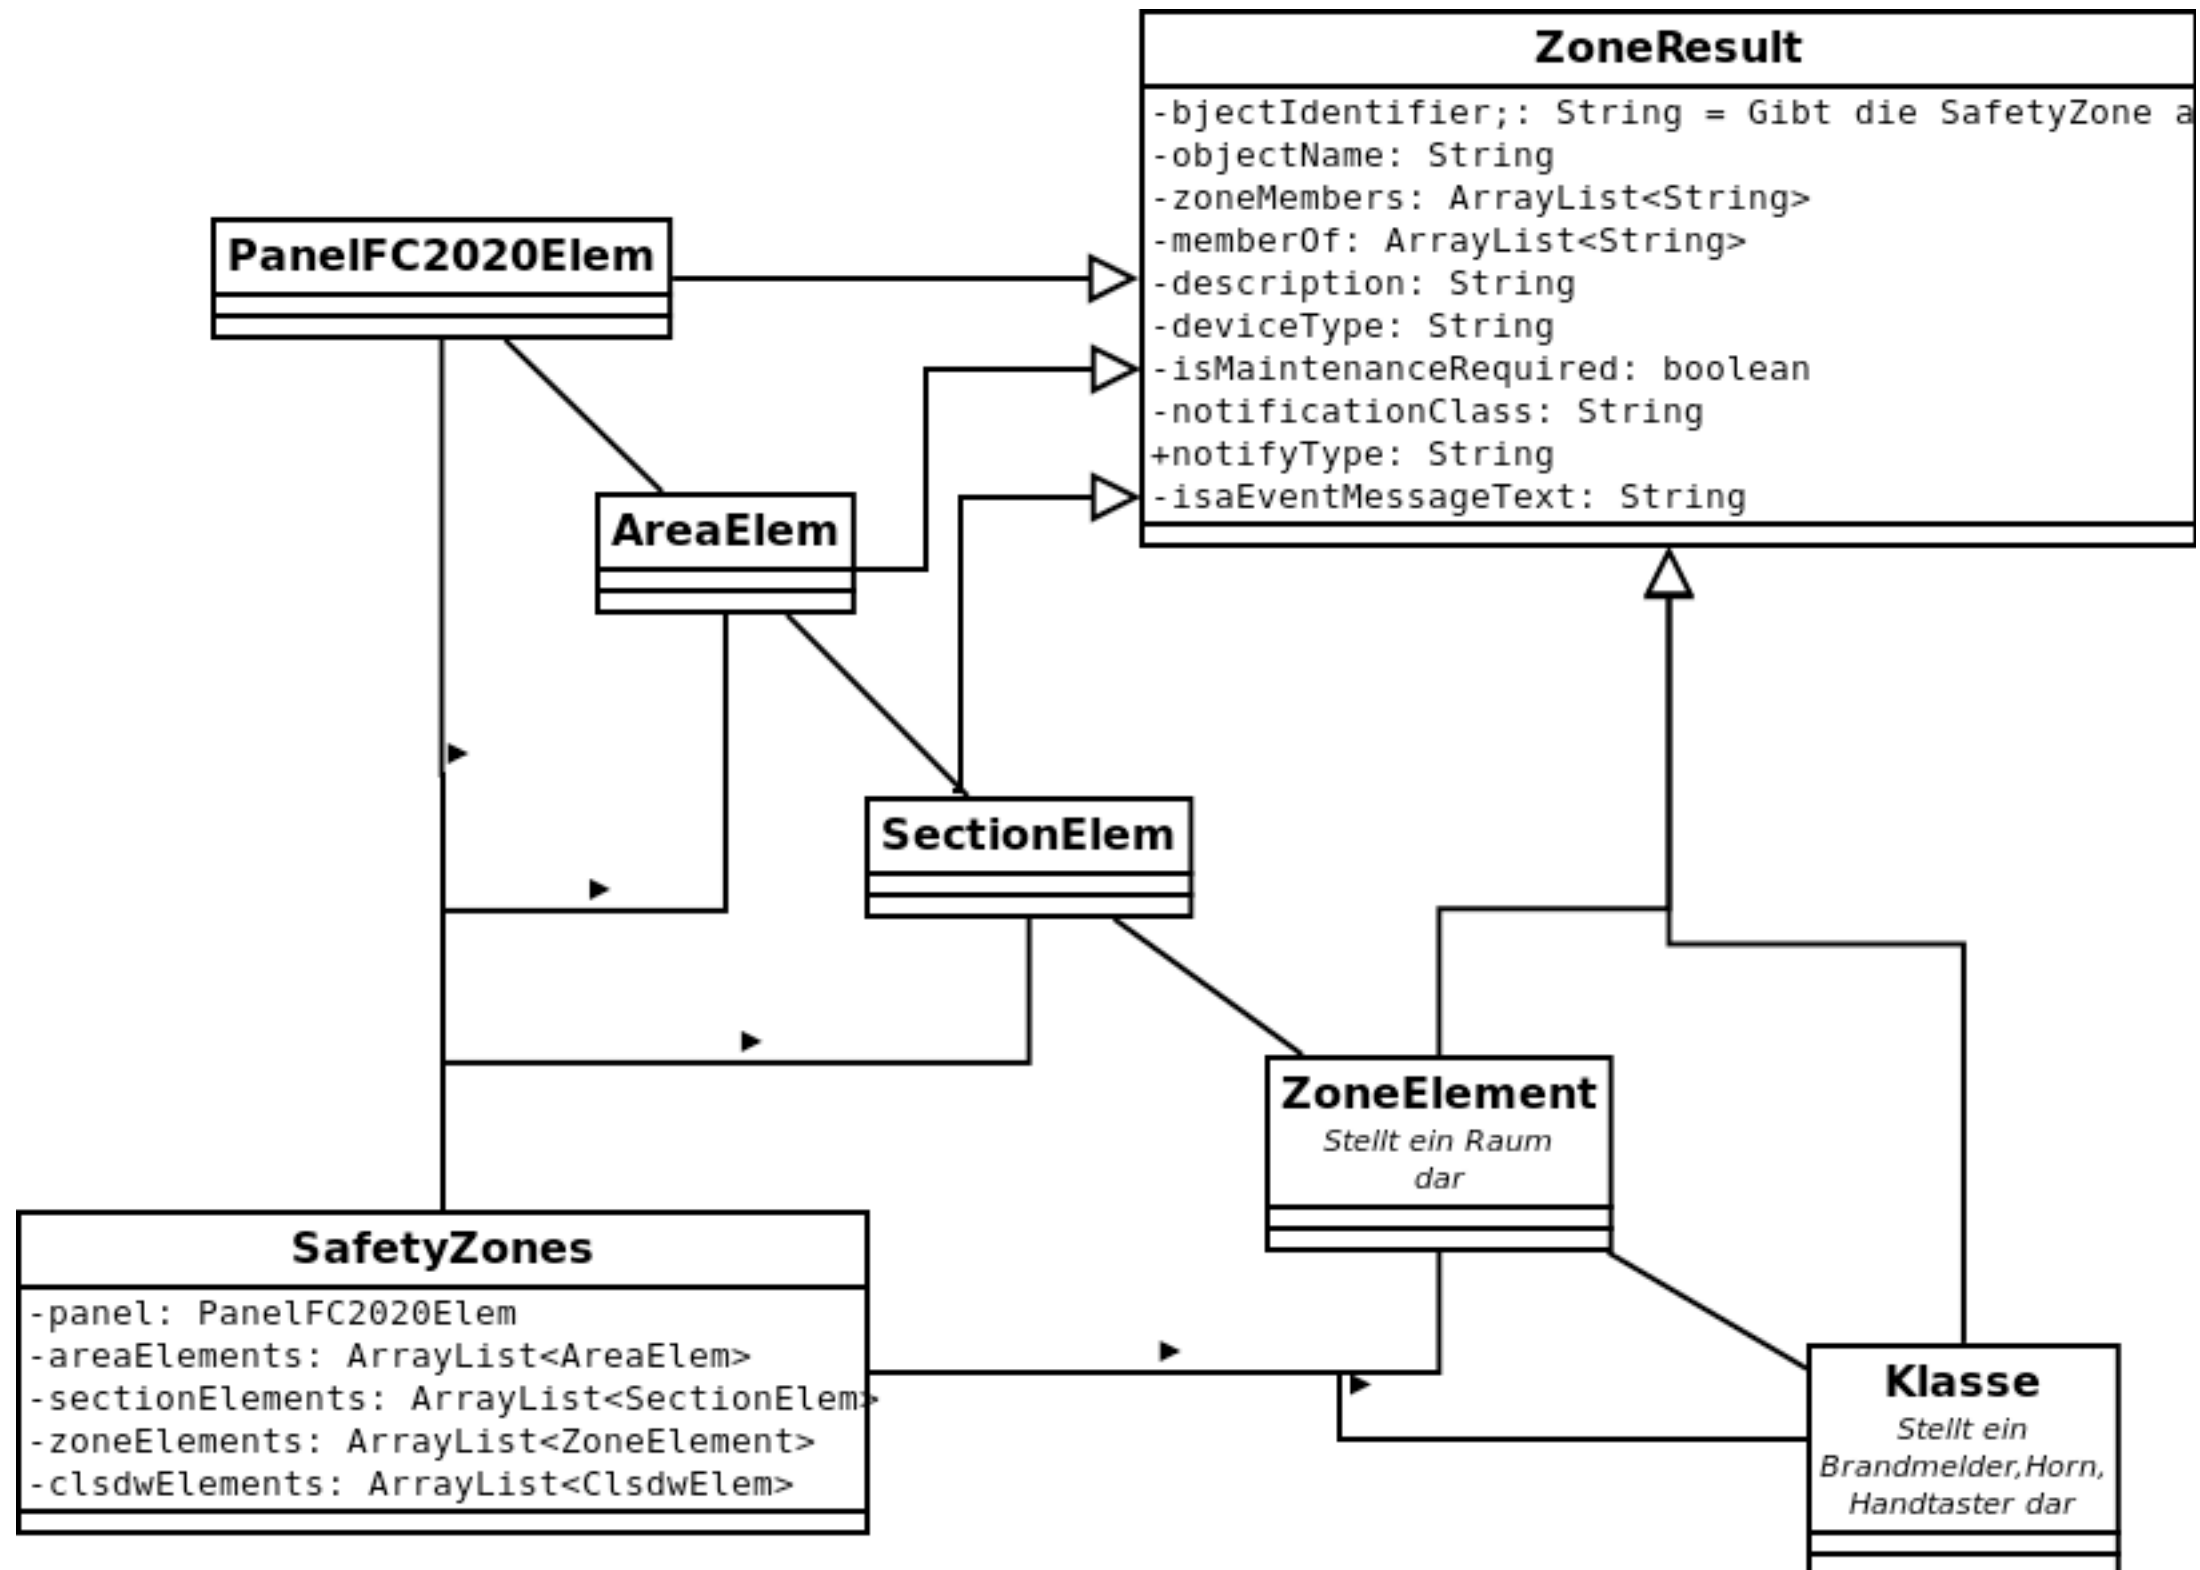 ZoneResult
-bjectIdentifier;: String = Gibt die SafetyZone a
-objectName: String
-zoneMembers: ArrayList<String>
-memberOf: ArrayList<String>
-description: String
-deviceType: String
-isMaintenanceRequired: boolean
-notificationClass: String
+notifyType: String
-isaEventMessageText: String
PanelFC2020Elem
AreaElem
SectionElem
ZoneElement
Stellt ein Raum
dar
SafetyZones
-panel: PanelFC2020Elem
-areaElements: ArrayList<AreaElem>
-sectionElements: ArrayList<SectionElem>
-zoneElements: ArrayList<ZoneElement>
-clsdwElements: ArrayList<ClsdwElem>
Klasse
Stellt ein
Brandmelder,Horn,
Handtaster dar